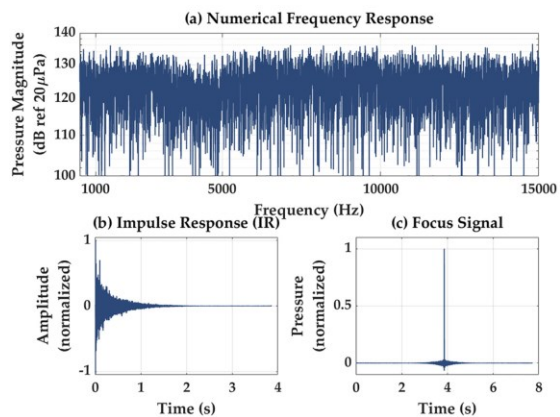 (a) Numerical Frequency Response
Pressure Magnitude
(dB ref 20μPa)
140
130
120
110
100
1000
5000
10000
15000
Frequency (Hz)
(b) Impulse Response (IR)
Amplitude
(normalized)
1
0
-1
0
1
2
3
4
Time (s)
(c) Focus Signal
Pressure
(normalized)
1
0.5
0
0
2
4
6
8
Time (s)